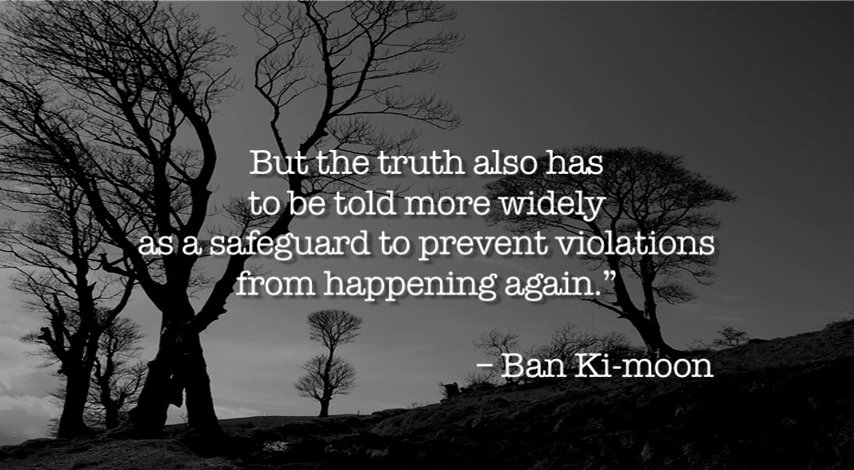 But the truth also has
to be told more widely
as a safeguard to prevent violations
from happening again.”
– Ban Ki-moon